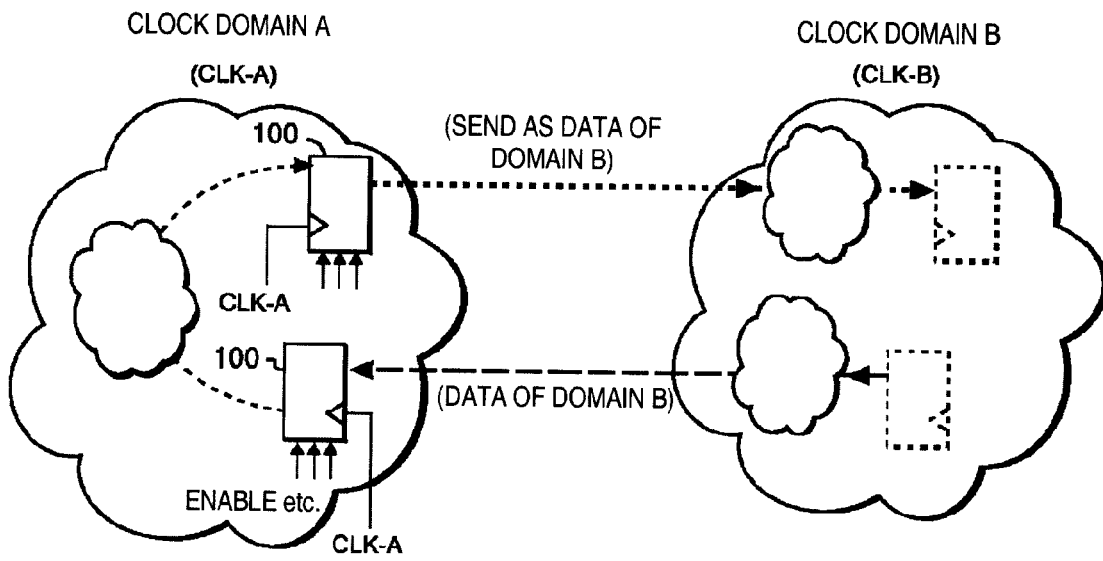 CLOCK DOMAIN A
(CLK-A)
CLOCK DOMAIN B
(CLK-B)
100
(SEND AS DATA OF
DOMAIN B)
CLK-A
100
(DATA OF DOMAIN B)
ENABLE etc.
CLK-A